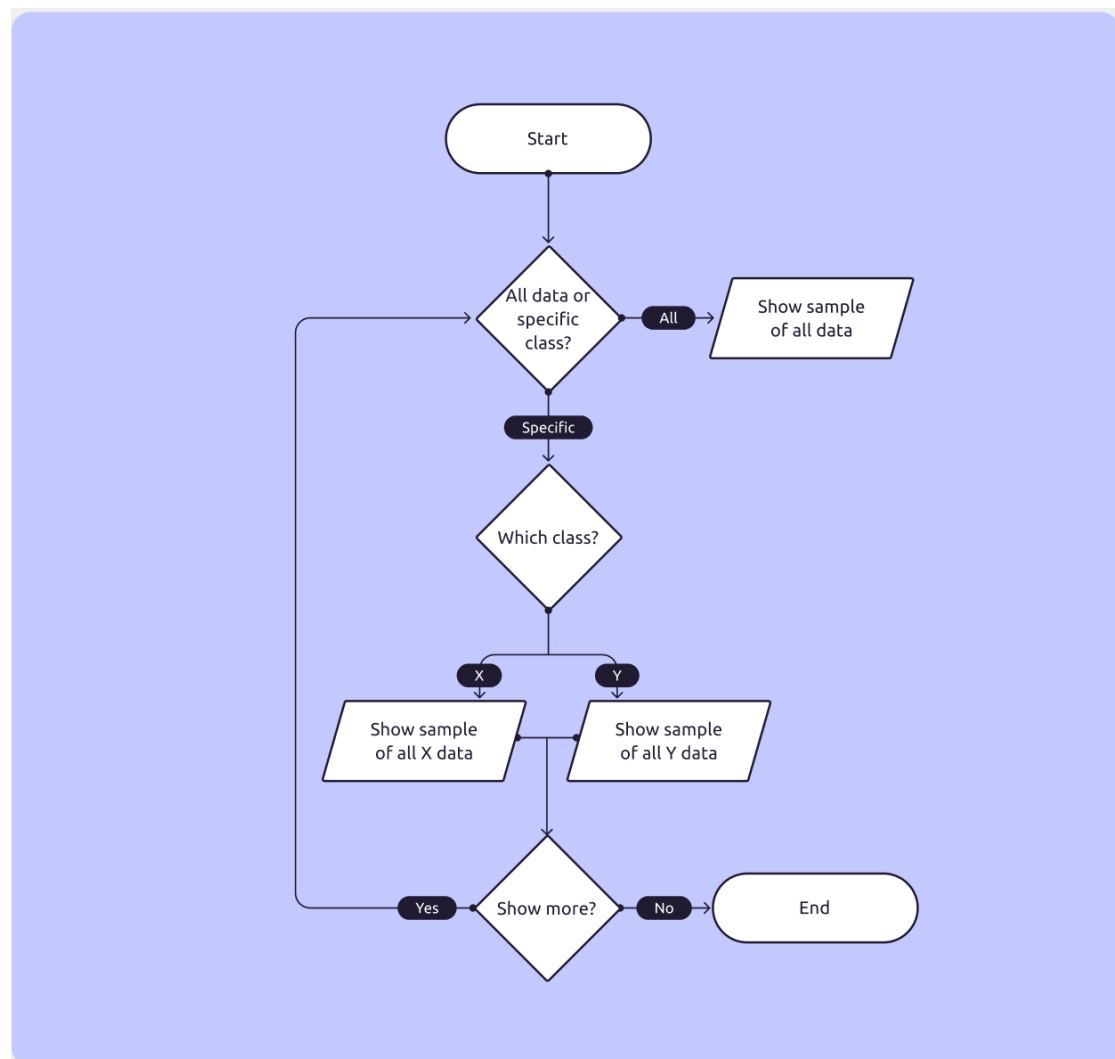 Start
All data or
specific
class?
All
Show sample
of all data
Specific
Which class?
X
Y
Show sample
of all X data
Show sample
of all Y data
Yes
Show more?
No
End